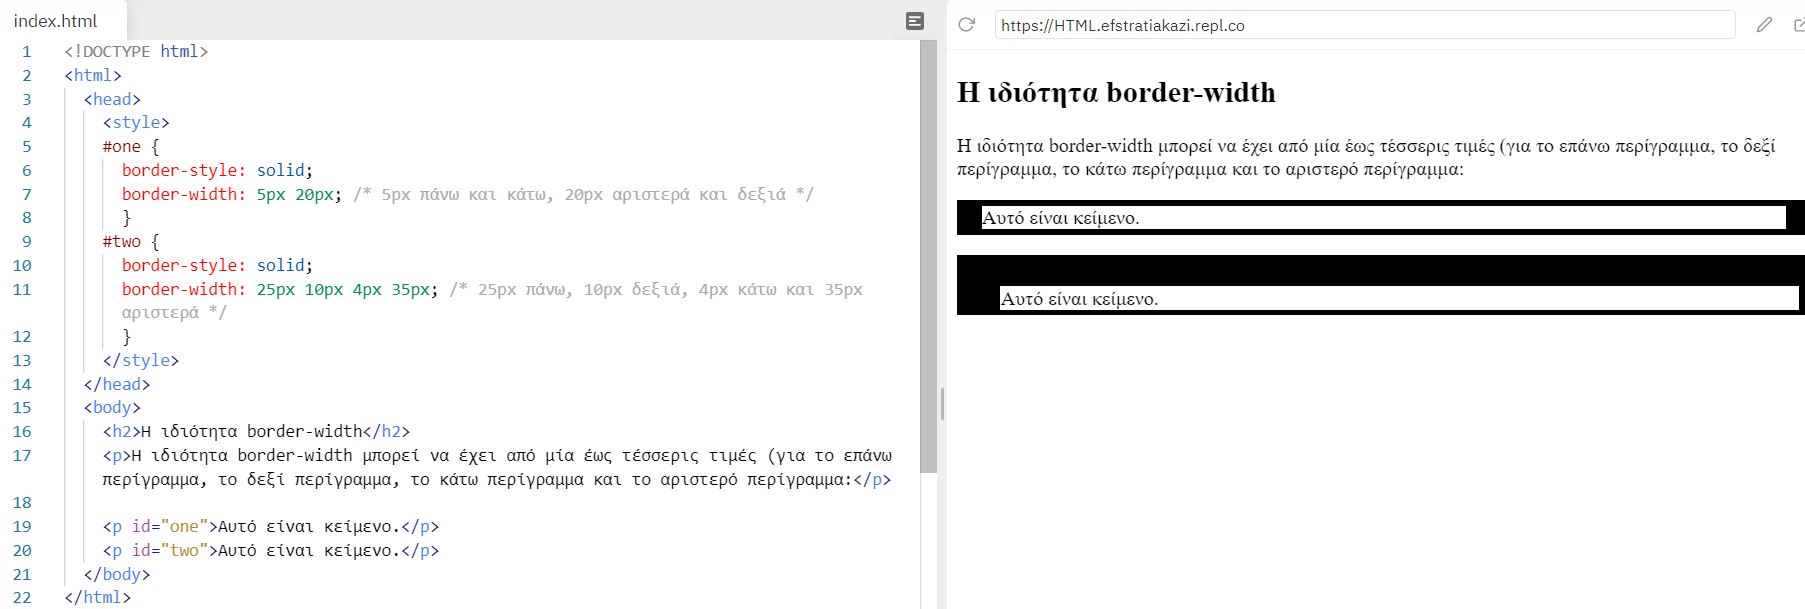 index.html
1 <!DOCTYPE html>
2 <html>
3 <head>
4 <style>
5 #one {
6 border-style: solid;
7 border-width: 5px 20px; /* 5px πάνω και κάτω, 20px αριστερά και δεξιά */
8 }
9 #two {
10 border-style: solid;
11 border-width: 25px 10px 4px 35px; /* 25px πάνω, 10px δεξιά, 4px κάτω και 35px
αριστερά */
12 }
13 </style>
14 </head>
15 <body>
16 <h2>Η ιδιότητα border-width</h2>
17 <p>Η ιδιότητα border-width μπορεί να έχει από μία έως τέσσερις τιμές (για το επάνω
περίγραμμα, το δεξί περίγραμμα, το κάτω περίγραμμα και το αριστερό περίγραμμα:</p>
18
19 <p id="one">Αυτό είναι κείμενο.</p>
20 <p id="two">Αυτό είναι κείμενο.</p>
21 </body>
22 </html>
https://HTML.efstratiakazi.repl.co
Η ιδιότητα border-width
Η ιδιότητα border-width μπορεί να έχει από μία έως τέσσερις τιμές (για το επάνω περίγραμμα, το δεξί
περίγραμμα, το κάτω περίγραμμα και το αριστερό περίγραμμα:
Αυτό είναι κείμενο.
Αυτό είναι κείμενο.